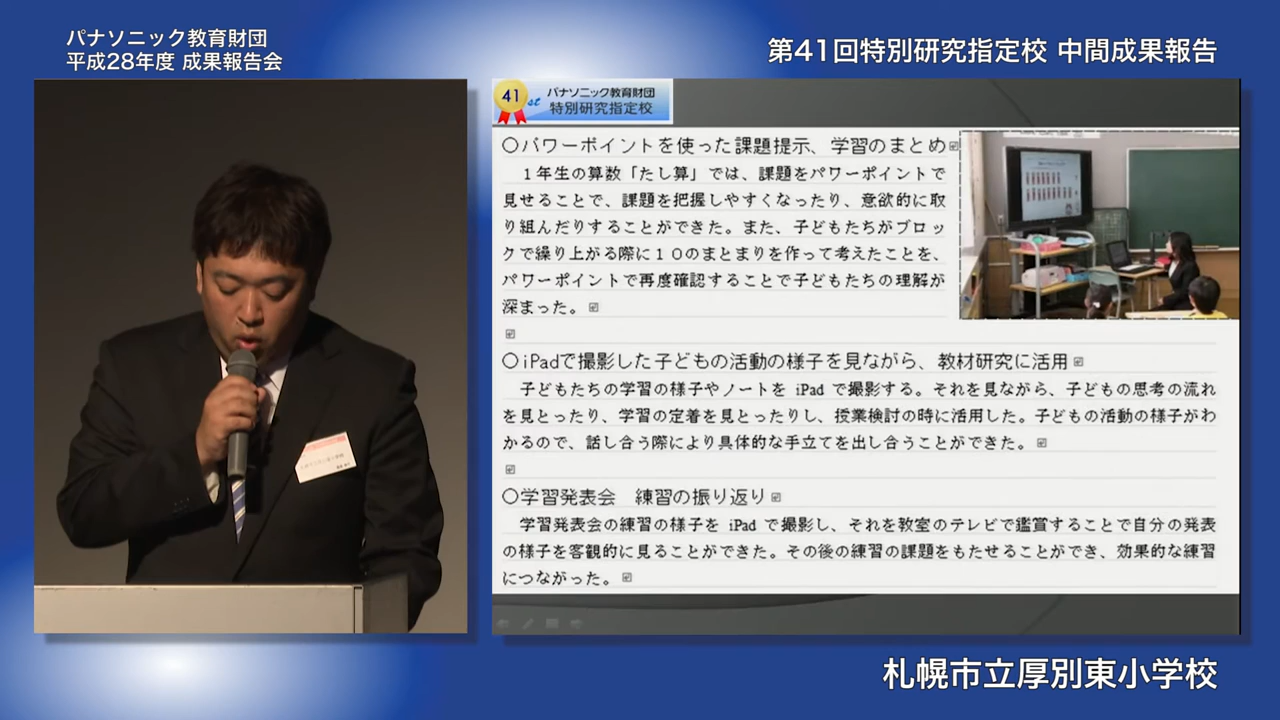 パナソニック教育財団
平成28年度 成果報告会
第41回特別研究指定校 中間成果報告
41st
パナソニック教育財団
特別研究指定校
○パワーポイントを使った課題提示、学習のまとめ
１年生の算数「たし算」では、課題をパワーポイントで
見せることで、課題を把握しやすくなったり、意欲的に取
り組んだりすることができた。また、子どもたちがブロッ
クで繰り上がる際に１０のまとまりを作って考えたことを、
パワーポイントで再度確認することで子どもたちの理解が
深まった。
○iPadで撮影した子どもの活動の様子を見ながら、教材研究に活用
子どもたちの学習の様子やノートを iPad で撮影する。それを見ながら、子どもの思考の流れ
を見とったり、学習の定着を見とったりし、授業検討の時に活用した。子どもの活動の様子がわ
かるので、話し合う際により具体的な手立てを出し合うことができた。
○学習発表会　練習の振り返り
学習発表会の練習の様子を iPad で撮影し、それを教室のテレビで鑑賞することで自分の発表
の様子を客観的に見ることができた。その後の練習の課題をもたせることができ、効果的な練習
につながった。
札幌市立厚別東小学校